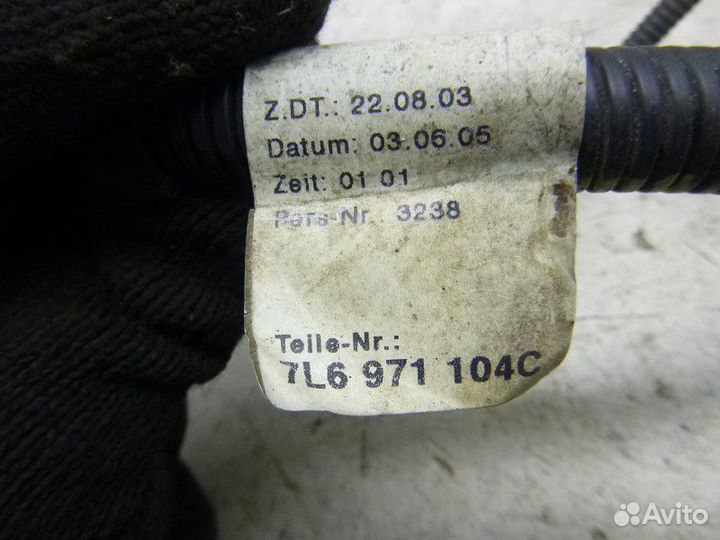 Z.DT.: 22.08.03
Datum: 03.06.05
Zeit: 01 01
Pers-Nr. 3238
Teile-Nr.:
7L6 971 104C
Avito